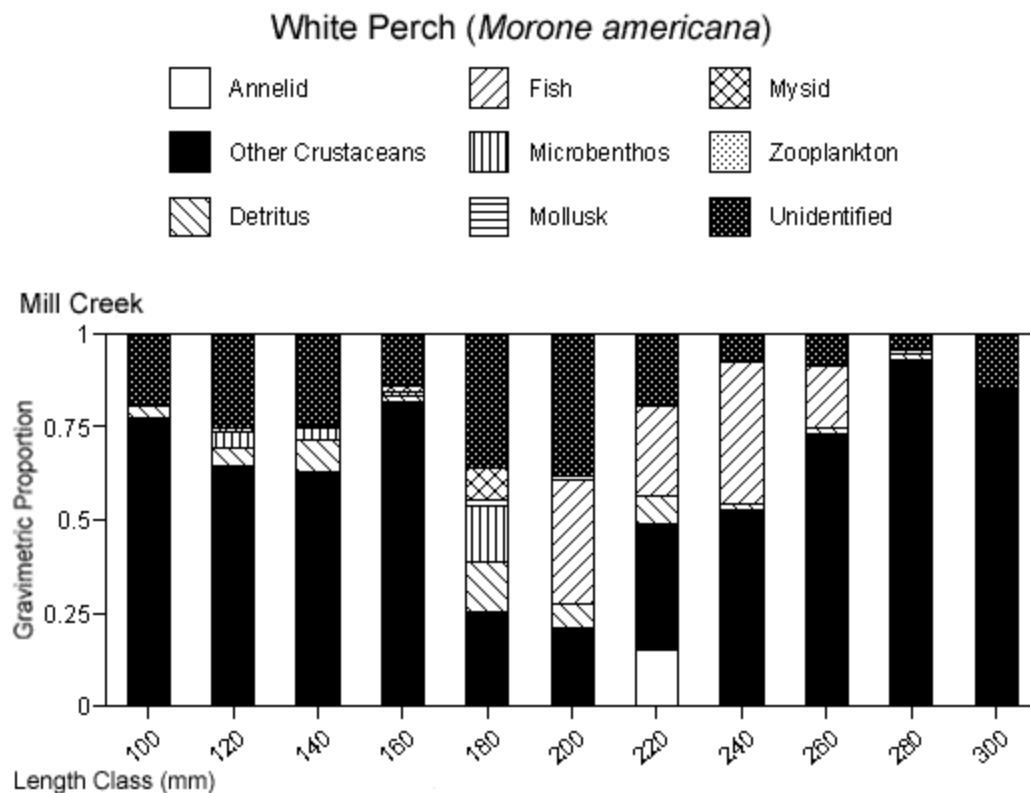 White Perch (Morone americana)
Annelid
Fish
Mysid
Other Crustaceans
Microbenthos
Zooplankton
Detritus
Mollusk
Unidentified
Mill Creek
Gravimetric Proportion
1
0.75
0.5
0.25
0
100 120 140 160 180 200 220 240 260 280 300
Length Class (mm)